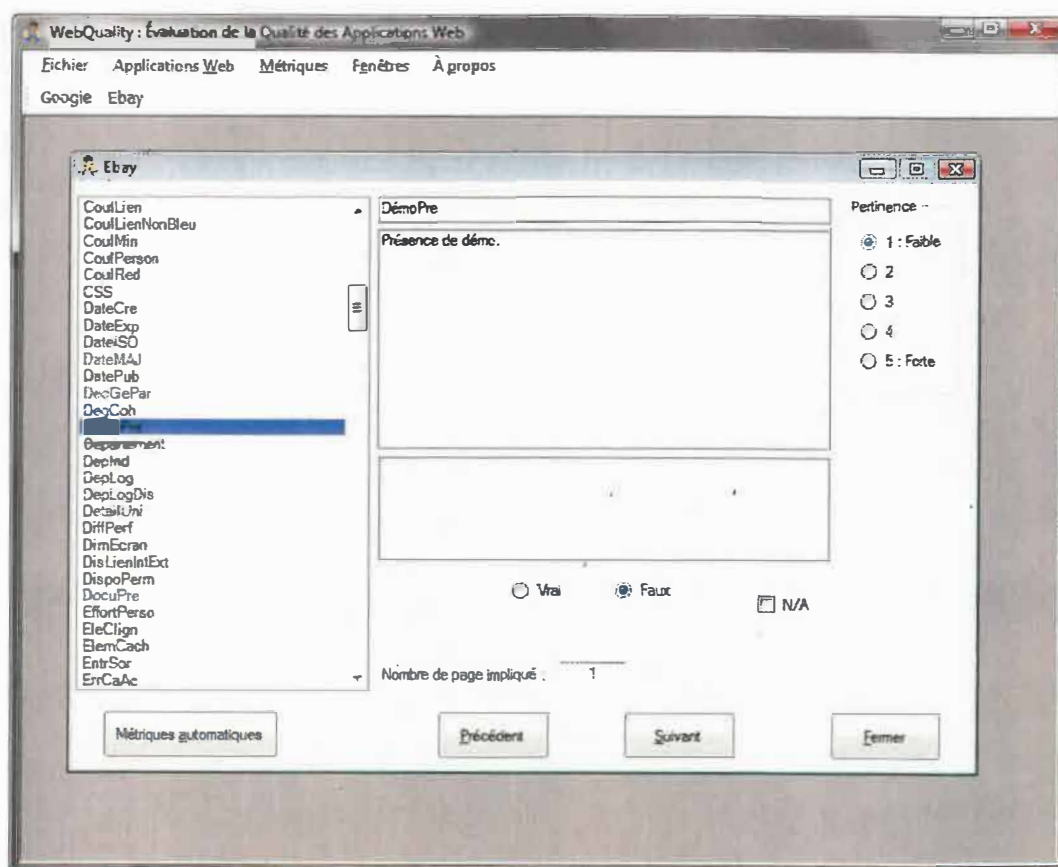 WebQuality : Évaluation de la Qualité des Applications Web
Fichier Applications Web Métriques Fenêtres À propos
Google Ebay
Ebay
CoulLien
CoulLienNonBleu
CoulMin
CoulPerson
CoulRed
CSS
DateCre
DateExp
DateISO
DateMAJ
DatePub
DecGePar
DegCoh
Departement
DepInd
DepLog
DepLogDis
DetailUni
DiffPerf
DimEcran
DisLienIntExt
DispoPerm
DocuPre
EffortPerso
EleClign
ElemCach
EntrSor
ErrCaAc
DémoPre
Présence de démo.
Pertinence
1 : Faible
2
3
4
5 : Forte
Vrai Faux N/A
Nombre de page impliqué : 1
Métriques automatiques Précédent Suivant Fermer